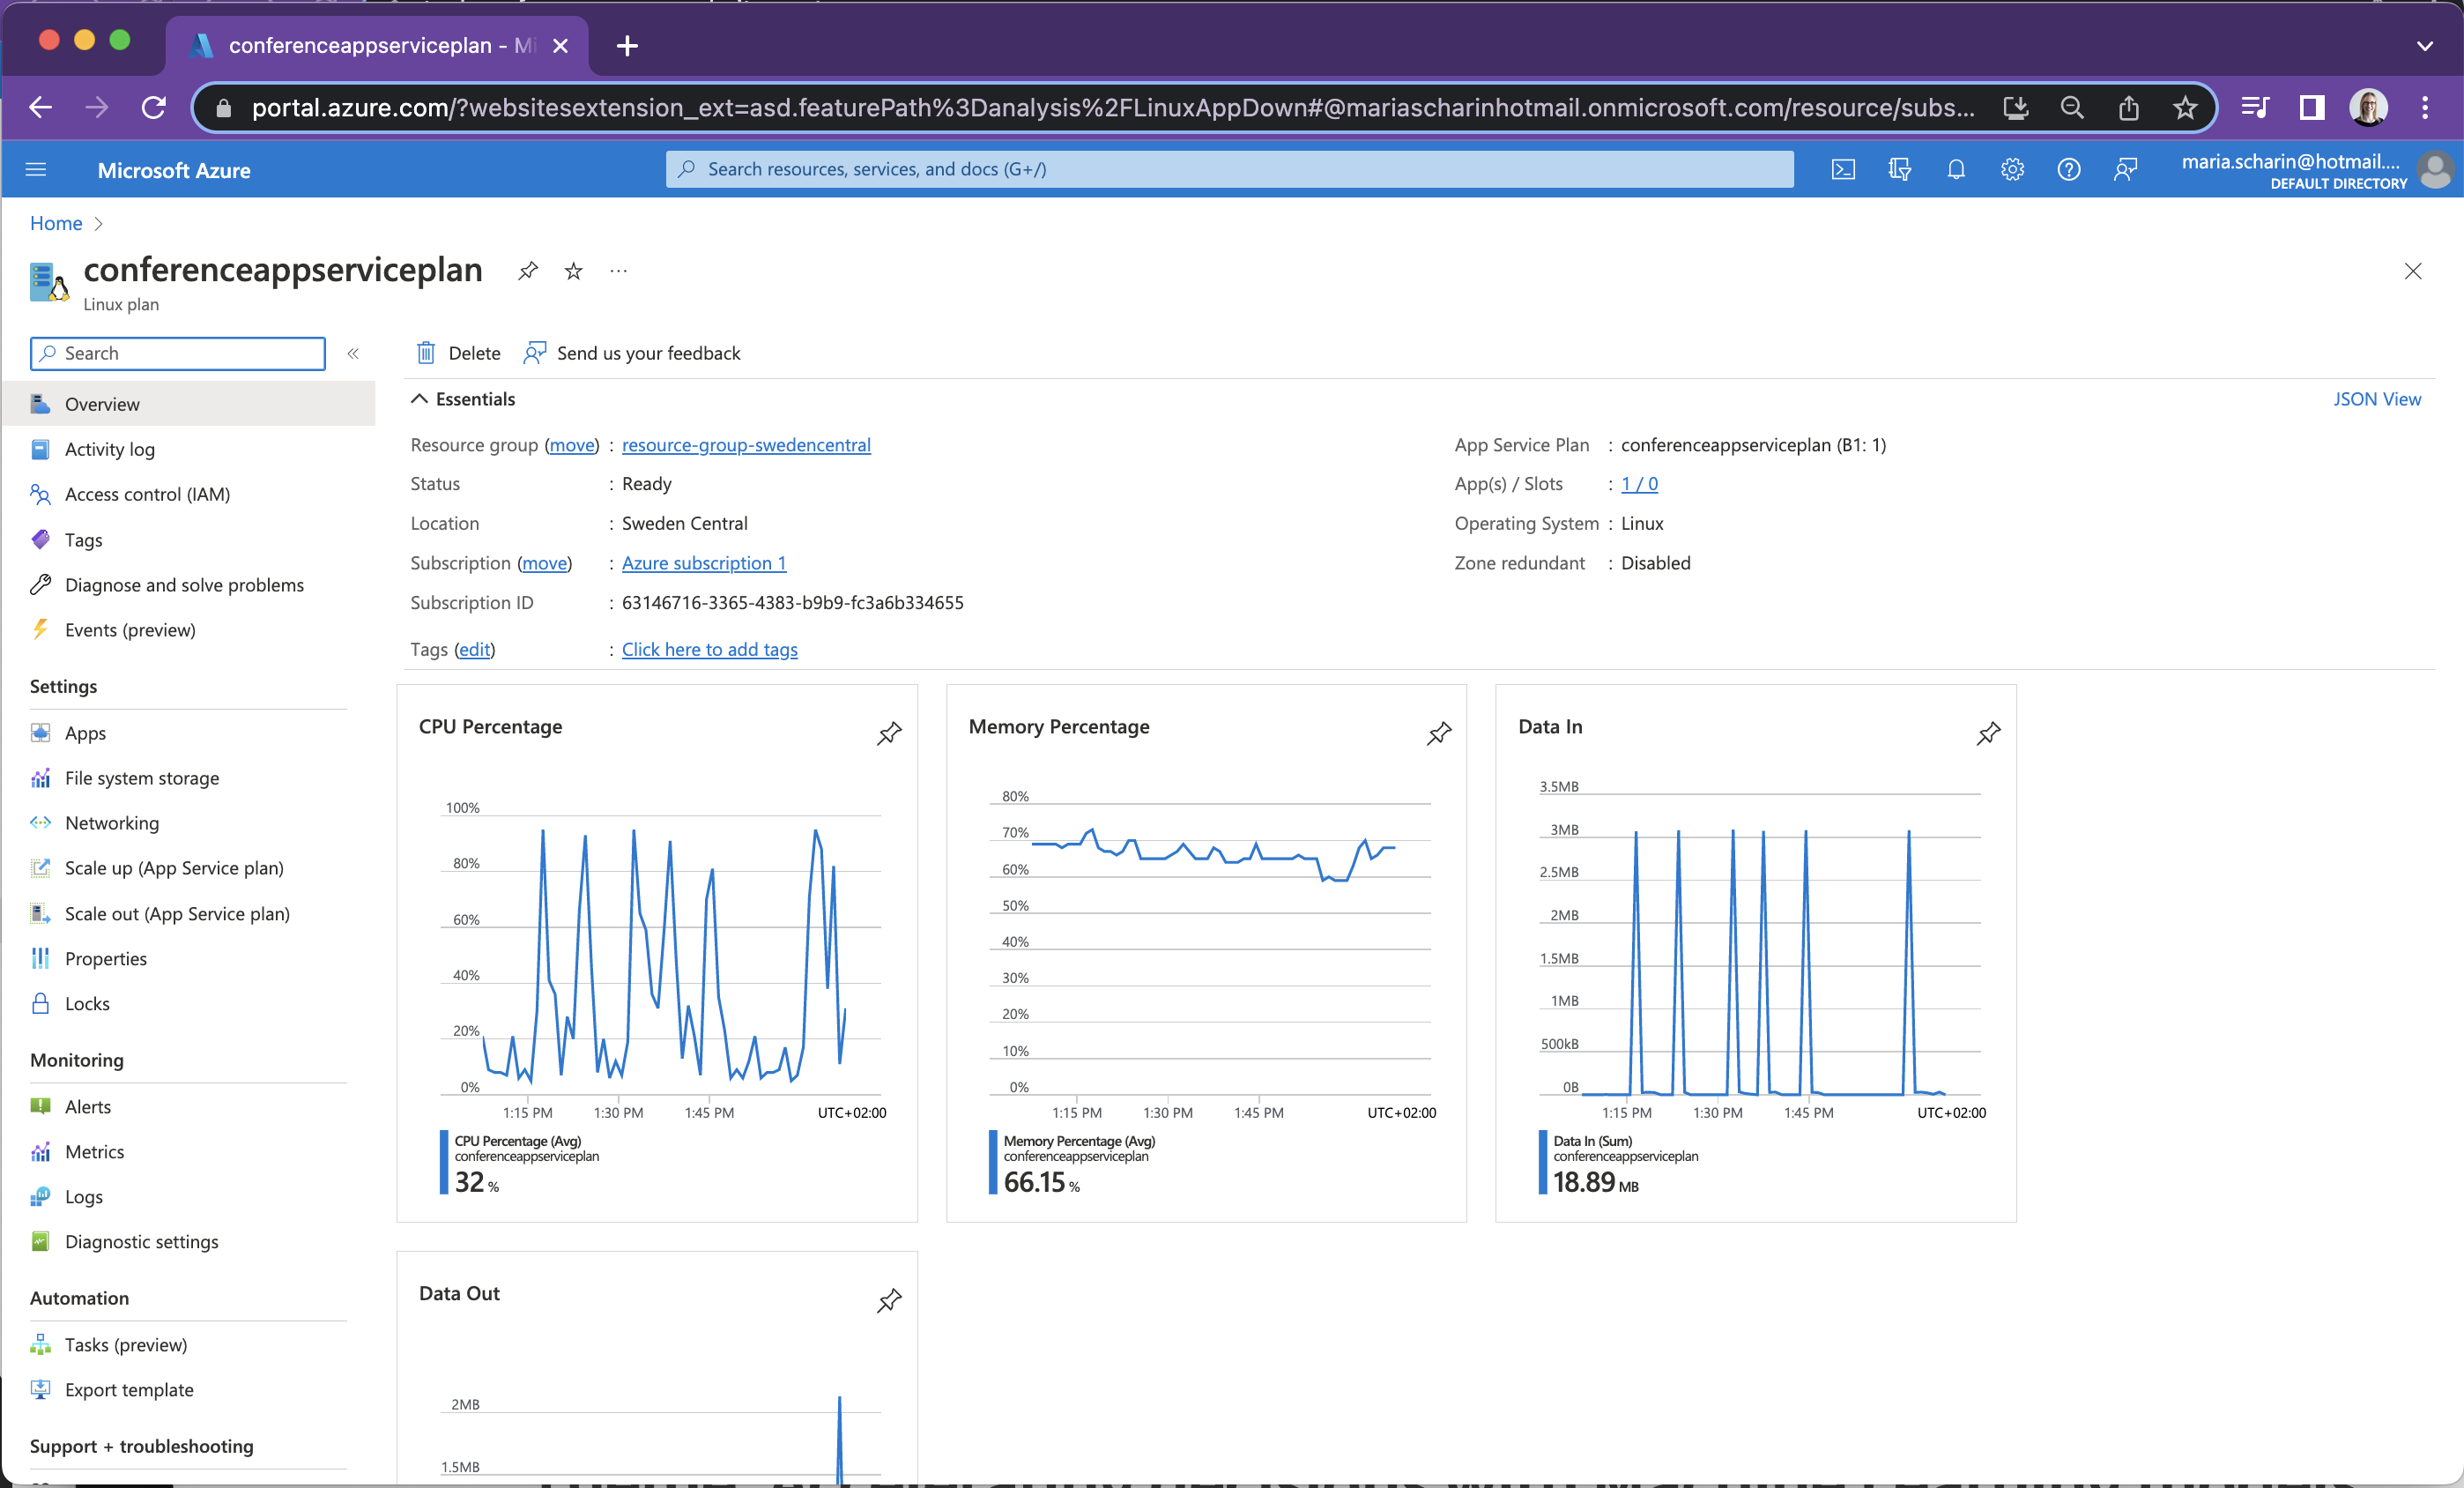 conferenceappserviceplan - Mi
portal.azure.com/?websitesextension_ext=asd.featurePath%3Danalysis%2FLinuxAppDown#@mariascharinhotmail.onmicrosoft.com/resource/subs...
Microsoft Azure
Search resources, services, and docs (G+/)
maria.scharin@hotmail....
DEFAULT DIRECTORY
Home
conferenceappserviceplan
Linux plan
Search
Overview
Activity log
Access control (IAM)
Tags
Diagnose and solve problems
Events (preview)
Settings
Apps
File system storage
Networking
Scale up (App Service plan)
Scale out (App Service plan)
Properties
Locks
Monitoring
Alerts
Metrics
Logs
Diagnostic settings
Automation
Tasks (preview)
Export template
Support + troubleshooting
Delete
Send us your feedback
Essentials
JSON View
Resource group (move) : resource-group-swedencentral
Status : Ready
Location : Sweden Central
Subscription (move) : Azure subscription 1
Subscription ID : 63146716-3365-4383-b9b9-fc3a6b334655
Tags (edit) : Click here to add tags
App Service Plan : conferenceappserviceplan (B1: 1)
App(s) / Slots : 1 / 0
Operating System : Linux
Zone redundant : Disabled
CPU Percentage
100%
80%
60%
40%
20%
0%
1:15 PM 1:30 PM 1:45 PM UTC+02:00
CPU Percentage (Avg)
conferenceappserviceplan
32 %
Memory Percentage
80%
70%
60%
50%
40%
30%
20%
10%
0%
1:15 PM 1:30 PM 1:45 PM UTC+02:00
Memory Percentage (Avg)
conferenceappserviceplan
66.15 %
Data In
3.5MB
3MB
2.5MB
2MB
1.5MB
1MB
500kB
0B
1:15 PM 1:30 PM 1:45 PM UTC+02:00
Data In (Sum)
conferenceappserviceplan
18.89 MB
Data Out
2MB
1.5MB